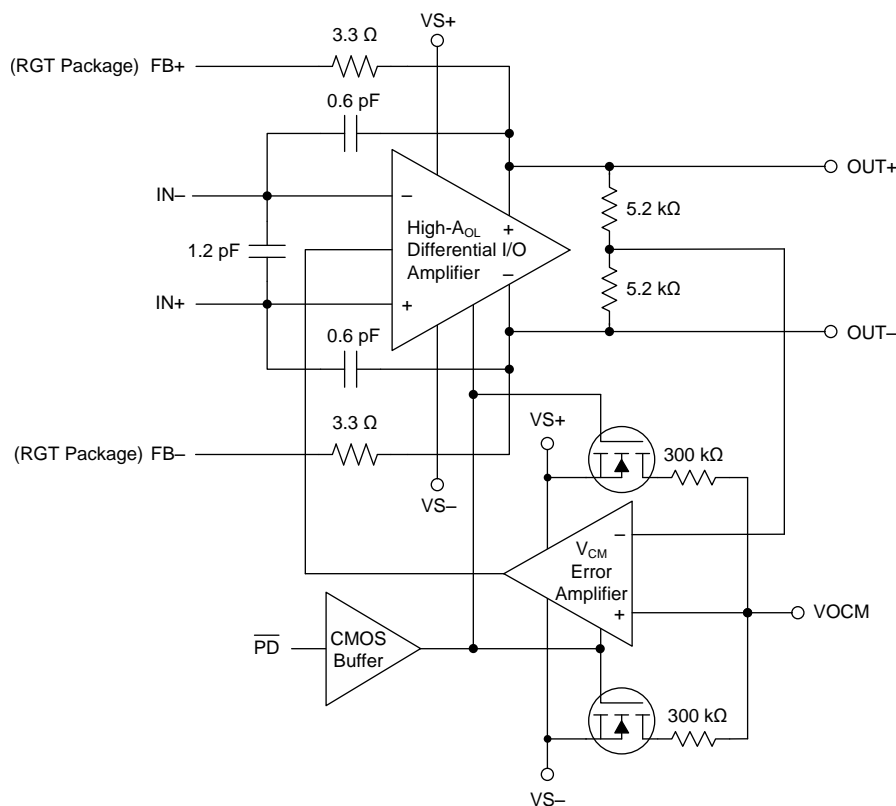 VS+
3.3 Ω
(RGT Package) FB+
0.6 pF
OUT+
IN–
–
5.2 kΩ
High-AOL
Differential I/O
Amplifier
+
–
1.2 pF
5.2 kΩ
IN+
+
OUT–
0.6 pF
3.3 Ω
VS+
(RGT Package) FB–
300 kΩ
VS–
–
VCM
Error
Amplifier
+
VOCM
PD
CMOS
Buffer
300 kΩ
VS–